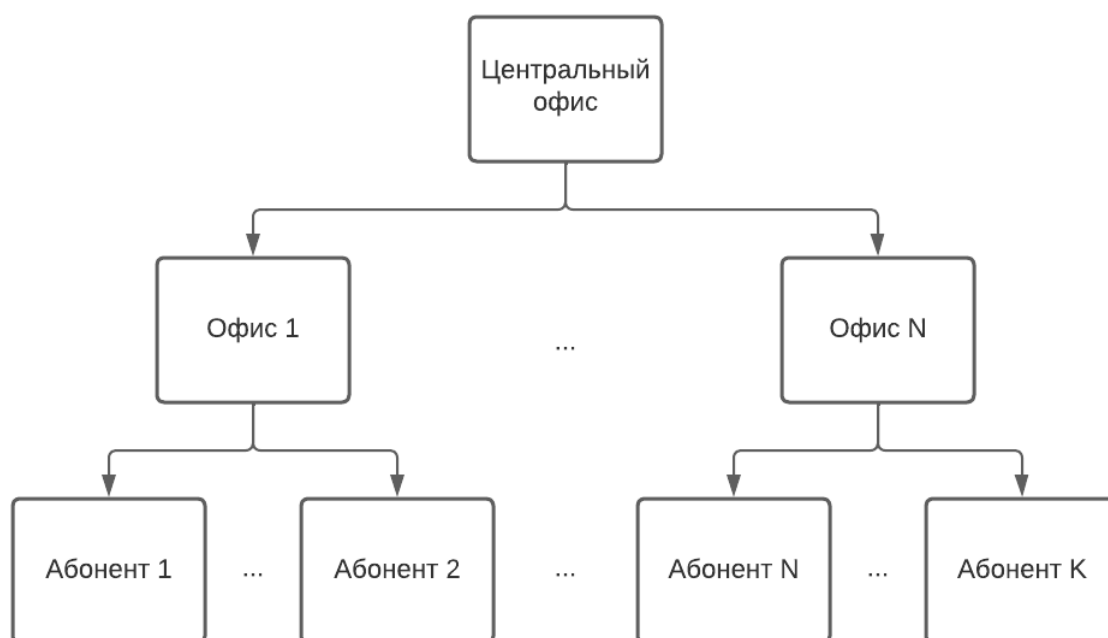 Центральный
офис
Офис 1
...
Офис N
Абонент 1
...
Абонент 2
...
Абонент N
...
Абонент K